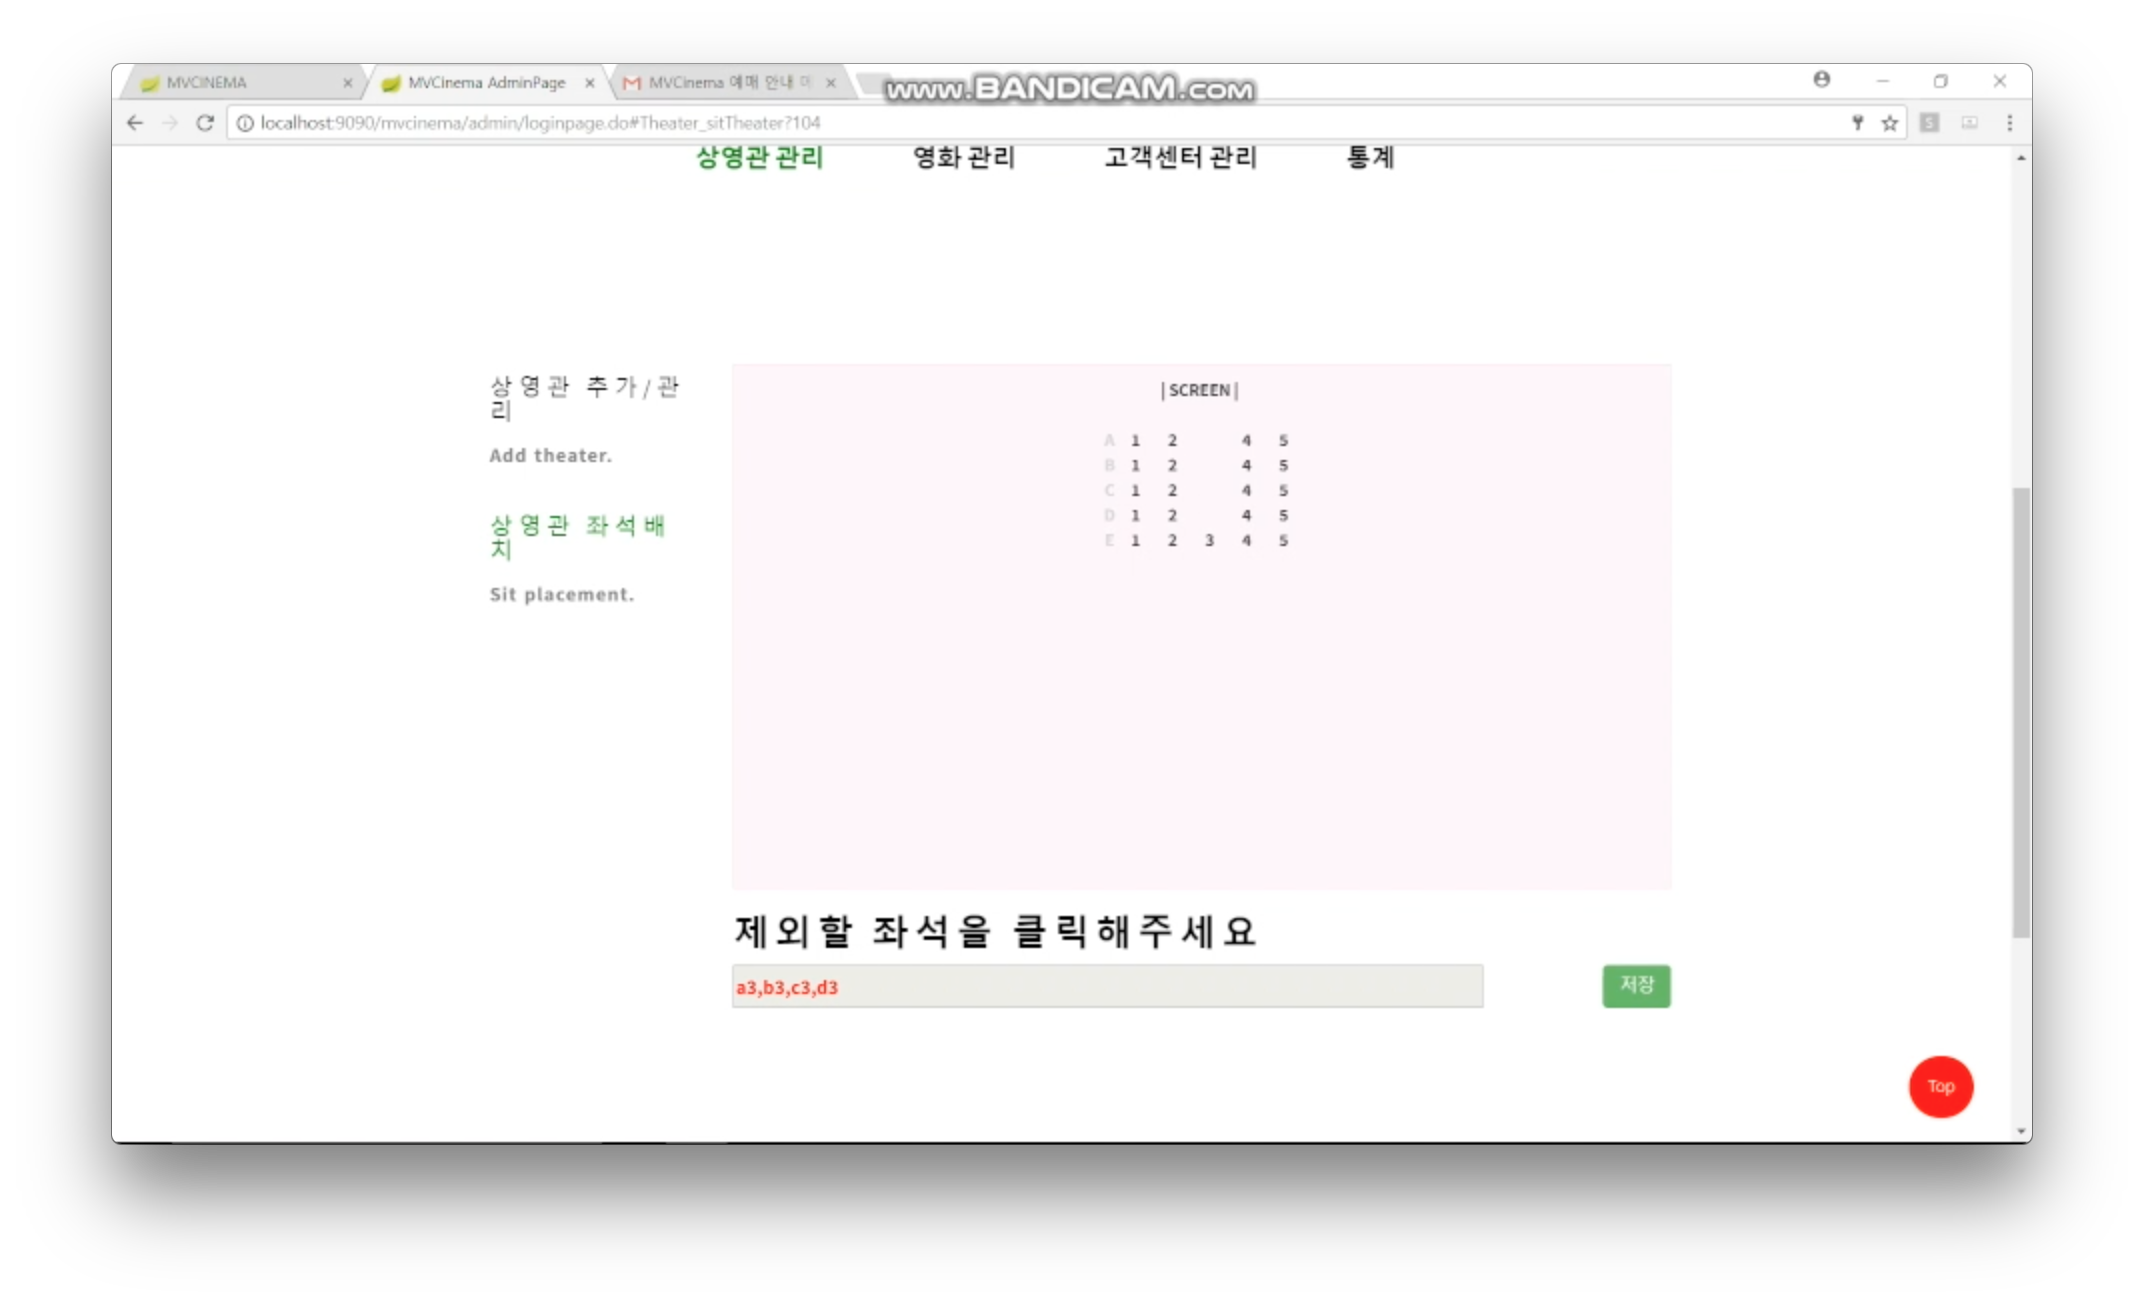 MVCINEMA
MVCinema AdminPage
MVCinema 예매 안내
www.BANDICAM.com
localhost:9090/mvcinema/admin/loginpage.do#Theater_sitTheater?104
상영관 관리 영화 관리 고객센터 관리 통계
상영관 추가/관
리
Add theater.
상영관 좌석배
치
Sit placement.
|SCREEN|
A 1 2 4 5
B 1 2 4 5
C 1 2 4 5
D 1 2 4 5
E 1 2 3 4 5
제외할 좌석을 클릭해주세요
a3,b3,c3,d3
저장
Top